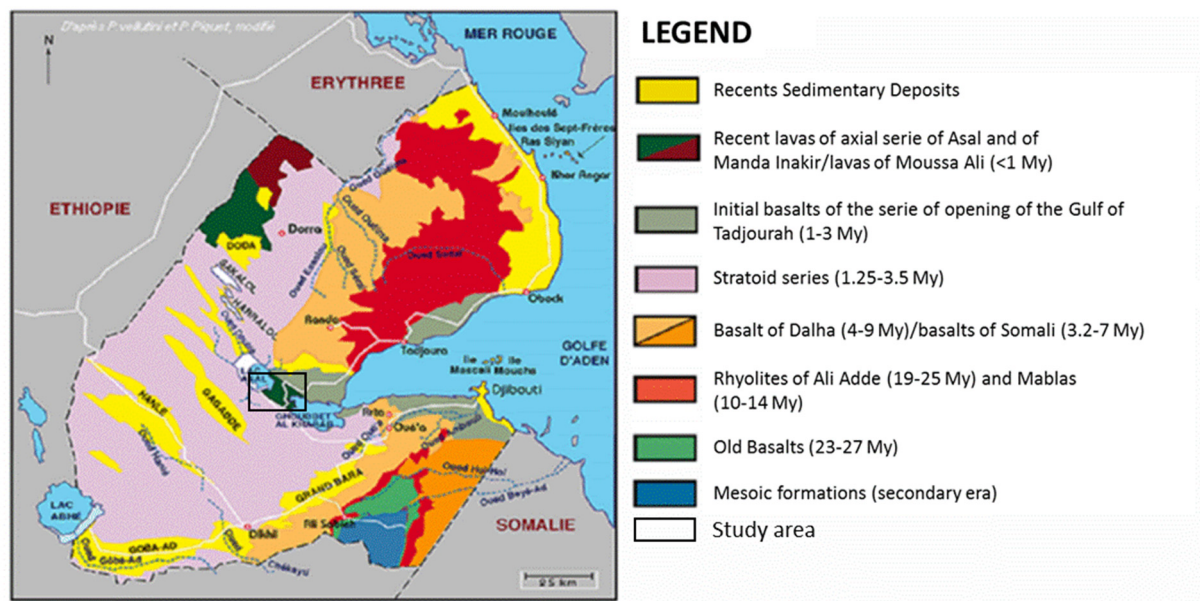 D'après P.vellutini et P.Piquet, modifié
N
MER ROUGE
ERYTHREE
Moulhoulé
Iles des Sept-Frères
Ras Siyan
Khor Angar
ETHIOPIE
Dorra
DODA
Obock
Randa
Tadjoura
GOLFE
D'ADEN
Ile
Ile
Mascali
Moucha
Djibouti
LAC
HANLE
GAGADDE
GHOUBBET
AL KHARAB
Arta
Oué'a
GRAND BARA
LAC
ABHE
Ali Sabieh
Dikhil
GOBA-AD
SOMALIE
25 km
LEGEND
Recents Sedimentary Deposits
Recent lavas of axial serie of Asal and of
Manda Inakir/lavas of Moussa Ali (<1 My)
Initial basalts of the serie of opening of the Gulf of
Tadjourah (1-3 My)
Stratoid series (1.25-3.5 My)
Basalt of Dalha (4-9 My)/basalts of Somali (3.2-7 My)
Rhyolites of Ali Adde (19-25 My) and Mablas
(10-14 My)
Old Basalts (23-27 My)
Mesoic formations (secondary era)
Study area